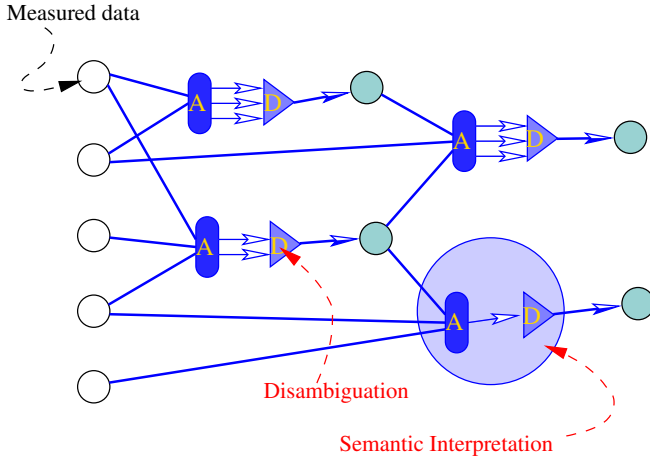 Measured data
A
D
A
D
A
D
A
D
Disambiguation
Semantic Interpretation